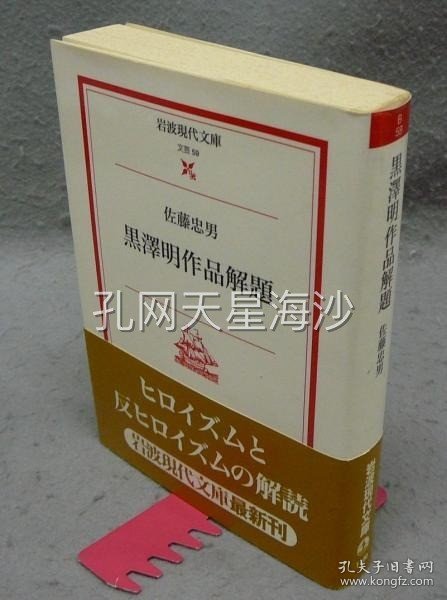 岩波現代文庫
文芸 59
佐藤忠男
黒澤明作品解題
孔网天星海沙
ヒロイズムと
反ヒロイズムの解読
岩波現代文庫最新刊
B
59
黒澤明作品解題
佐藤忠男
岩波現代文庫
孔夫子旧书网
www.kongfz.com